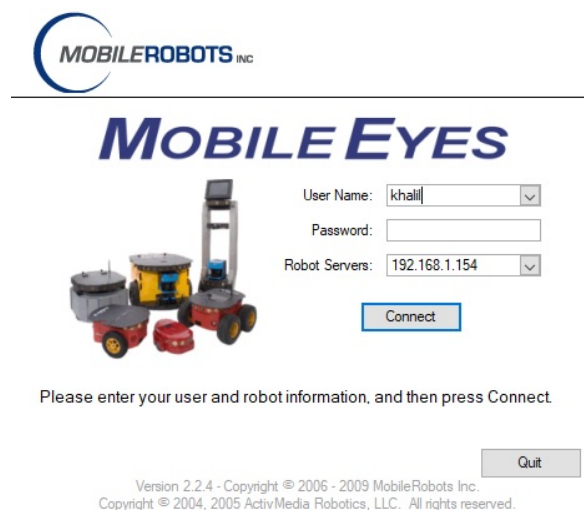 MOBILEROBOTS INC
MOBILE EYES
User Name: khalil
Password:
Robot Servers: 192.168.1.154
Connect
Please enter your user and robot information, and then press Connect.
Quit
Version 2.2.4 - Copyright © 2006 - 2009 MobileRobots Inc.
Copyright © 2004, 2005 ActivMedia Robotics, LLC. All rights reserved.